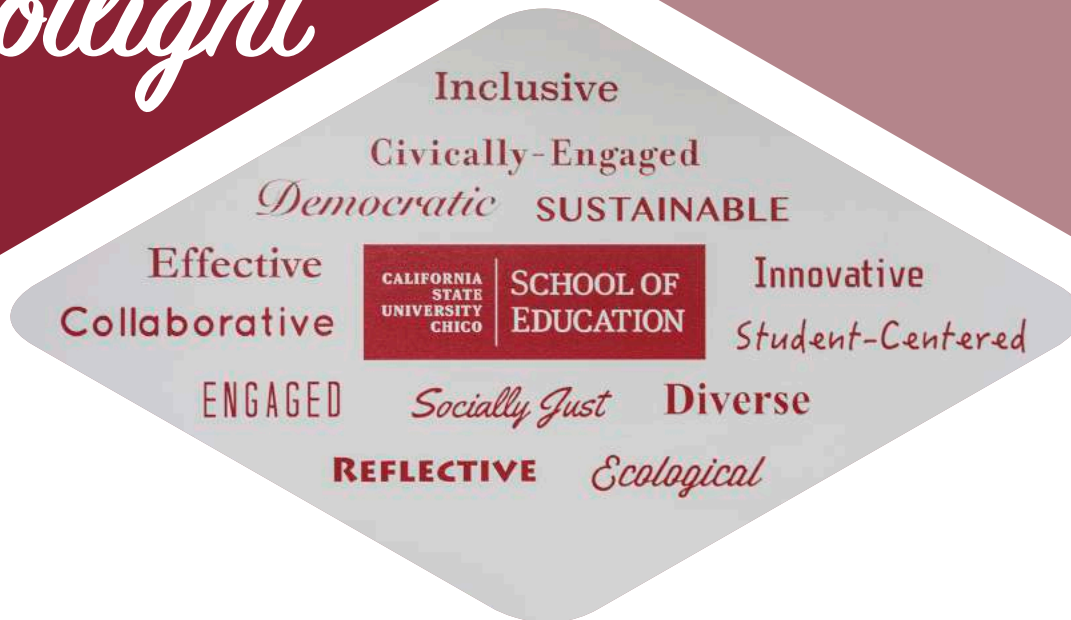 Inclusive
Civically-Engaged
Democratic SUSTAINABLE
Effective
Collaborative
CALIFORNIA
STATE
UNIVERSITY
CHICO
SCHOOL OF
EDUCATION
Innovative
Student-Centered
ENGAGED Socially Just Diverse
REFLECTIVE Ecological